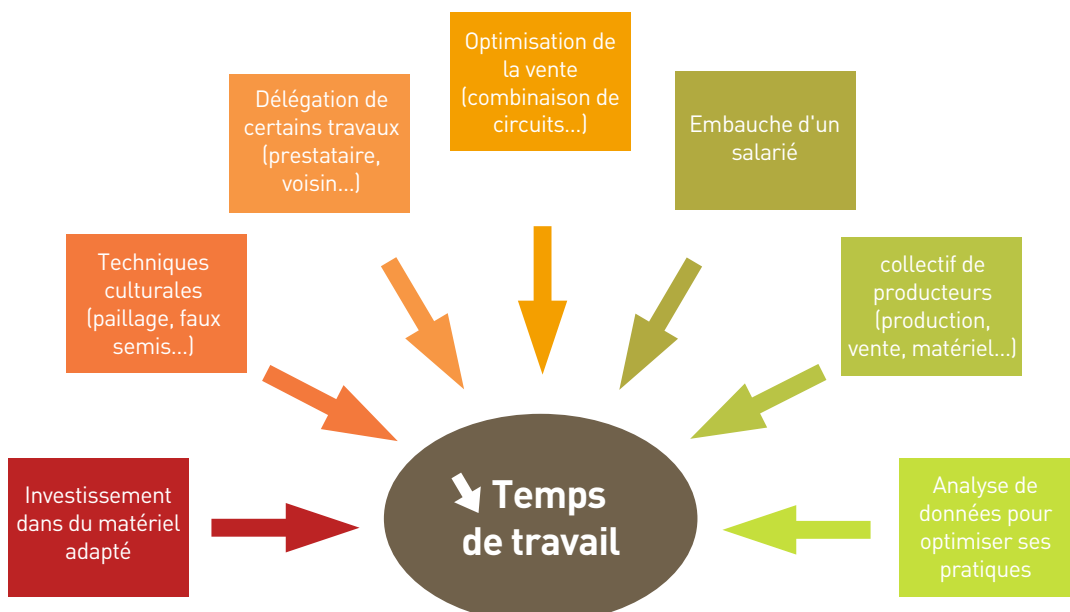 Optimisation de
la vente
(combinaison de
circuits...)
Délégation de
certains travaux
(prestataire,
voisin...)
Embauche d'un
salarié
Techniques
culturales
(paillage, faux
semis...)
collectif de
producteurs
(production,
vente, matériel...)
Investissement
dans du matériel
adapté
Temps
de travail
Analyse de
données pour
optimiser ses
pratiques